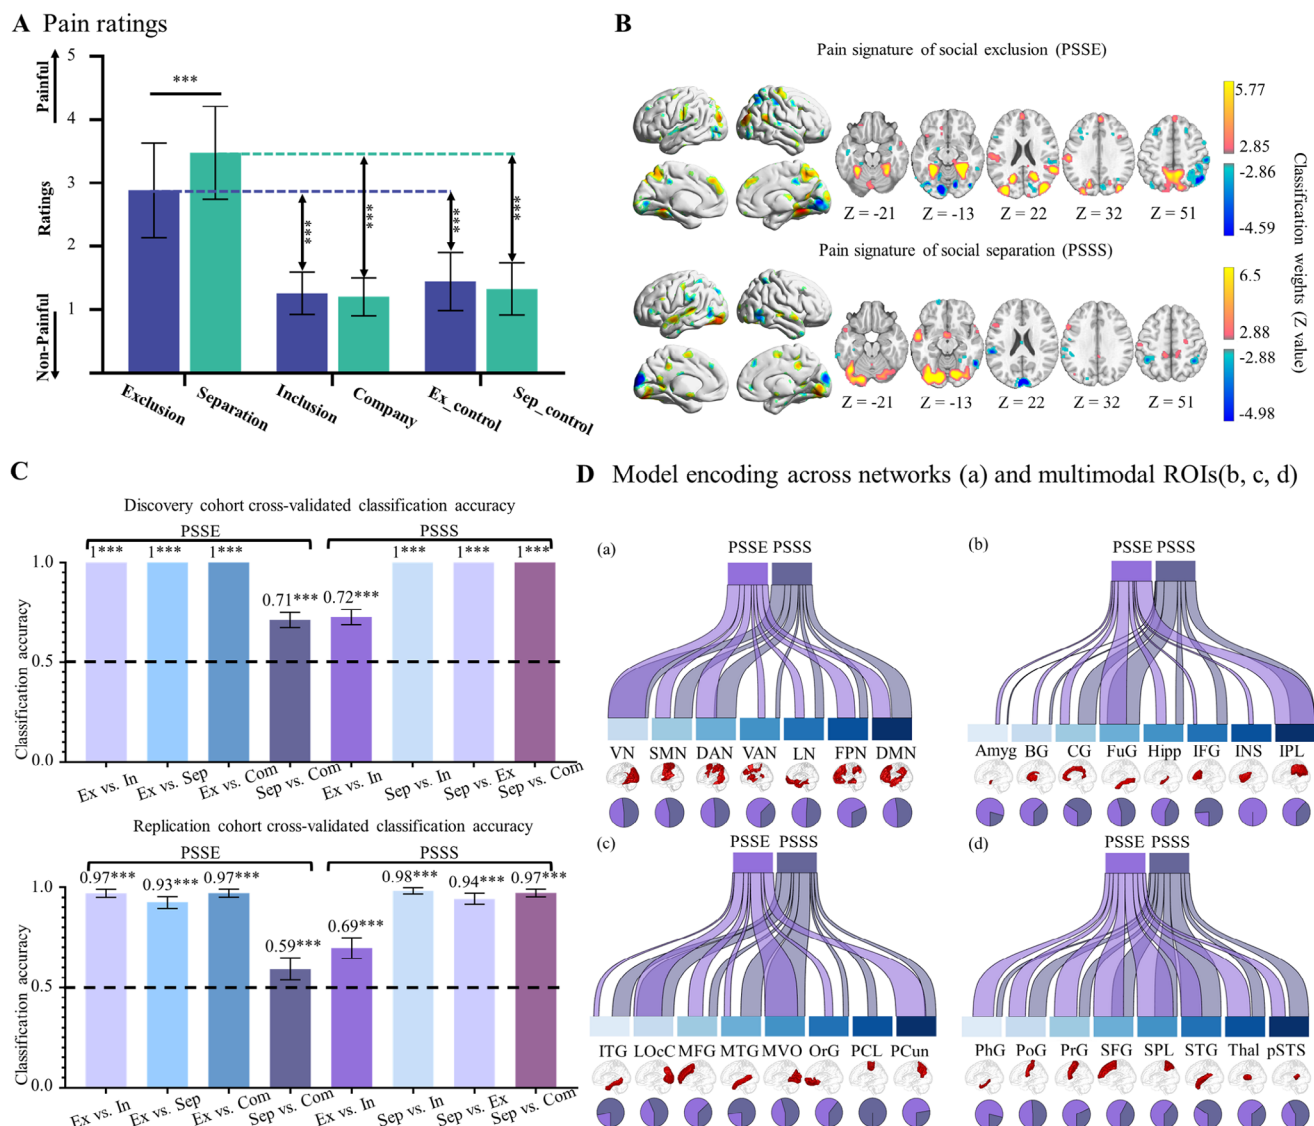 A Pain ratings
Painful
Ratings
Non-Painful
5
4
3
2
1
***
***
***
***
***
Exclusion
Separation
Inclusion
Company
Ex_control
Sep_control
B
Pain signature of social exclusion (PSSE)
Z = -21
Z = -13
Z = 22
Z = 32
Z = 51
5.77
2.85
-2.86
-4.59
Pain signature of social separation (PSSS)
Z = -21
Z = -13
Z = 22
Z = 32
Z = 51
6.5
2.88
-2.88
-4.98
Classification weights (Z value)
C
Discovery cohort cross-validated classification accuracy
PSSE
PSSS
1***
1***
1***
0.71***
0.72***
1***
1***
1***
Classification accuracy
1.0
0.5
0.0
Ex vs. In
Ex vs. Sep
Ex vs. Com
Sep vs. Com
Ex vs. In
Sep vs. In
Sep vs. Ex
Sep vs. Com
Replication cohort cross-validated classification accuracy
PSSE
PSSS
0.97***
0.93***
0.97***
0.59***
0.69***
0.98***
0.94***
0.97***
Classification accuracy
1.0
0.5
0.0
Ex vs. In
Ex vs. Sep
Ex vs. Com
Sep vs. Com
Ex vs. In
Sep vs. In
Sep vs. Ex
Sep vs. Com
D Model encoding across networks (a) and multimodal ROIs(b, c, d)
(a)
PSSE PSSS
VN SMN DAN VAN LN FPN DMN
(b)
PSSE PSSS
Amyg BG CG FuG Hipp IFG INS IPL
(c)
PSSE PSSS
ITG LOcC MFG MTG MVO OrG PCL PCun
(d)
PSSE PSSS
PhG PoG PrG SFG SPL STG Thal pSTS